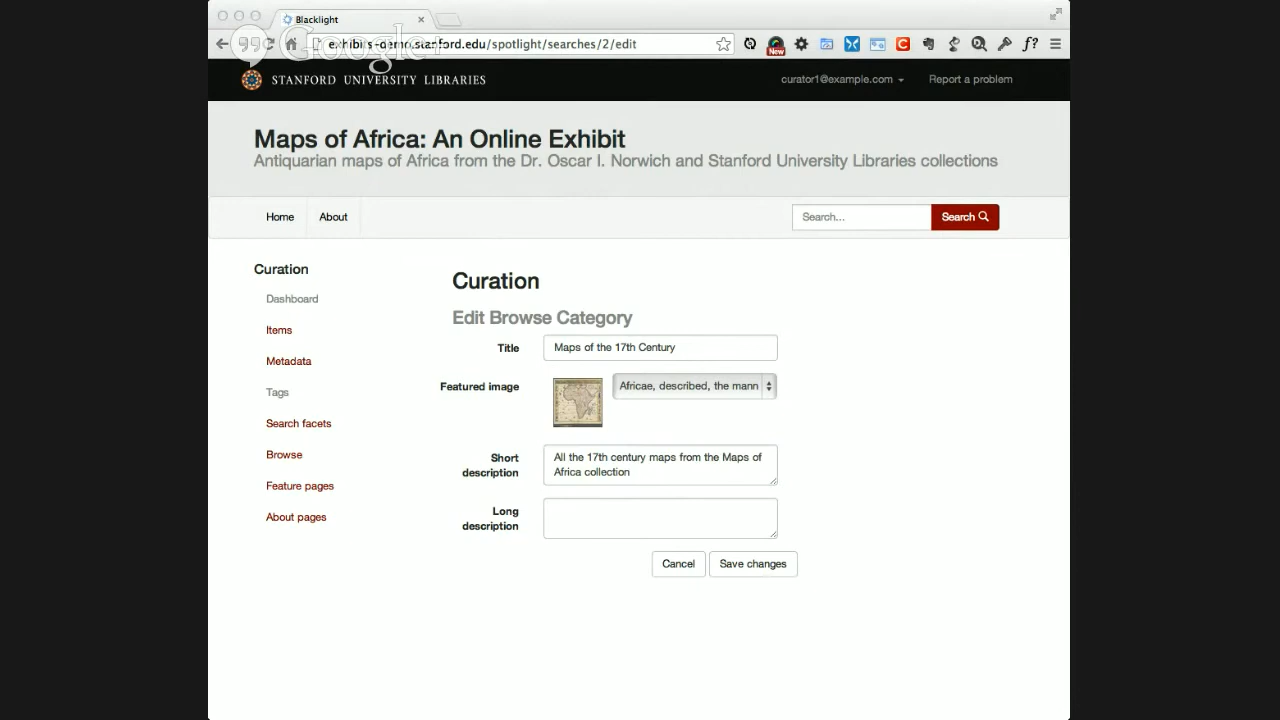 Blacklight
Google+
exhibits-demo.stanford.edu/spotlight/searches/2/edit
New
STANFORD UNIVERSITY LIBRARIES
curator1@example.com
Report a problem
Maps of Africa: An Online Exhibit
Antiquarian maps of Africa from the Dr. Oscar I. Norwich and Stanford University Libraries collections
Home
About
Search...
Search
Curation
Dashboard
Items
Metadata
Tags
Search facets
Browse
Feature pages
About pages
Curation
Edit Browse Category
Title
Maps of the 17th Century
Featured image
Africae, described, the mann
Short
description
All the 17th century maps from the Maps of
Africa collection
Long
description
Cancel
Save changes